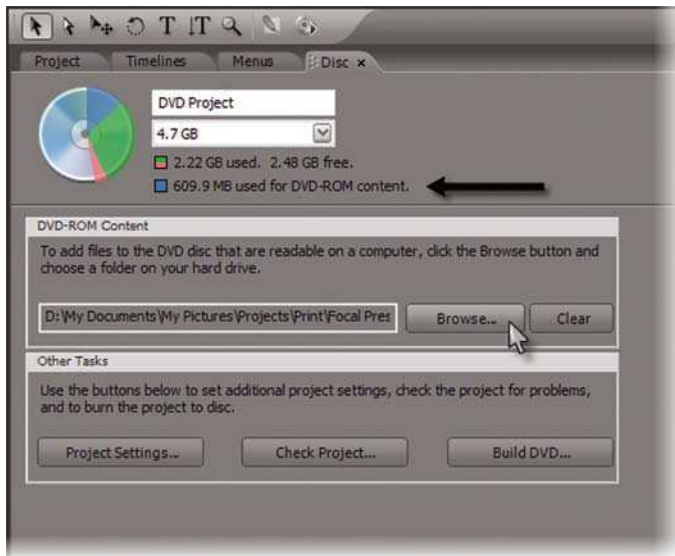 T IT
Project Timelines Menus Disc ×
DVD Project
4.7 GB
2.22 GB used. 2.48 GB free.
609.9 MB used for DVD-ROM content.
DVD-ROM Content
To add files to the DVD disc that are readable on a computer, click the Browse button and
choose a folder on your hard drive.
D:\My Documents\My Pictures\Projects\Print\Focal Pres
Browse... Clear
Other Tasks
Use the buttons below to set additional project settings, check the project for problems,
and to burn the project to disc.
Project Settings... Check Project... Build DVD...